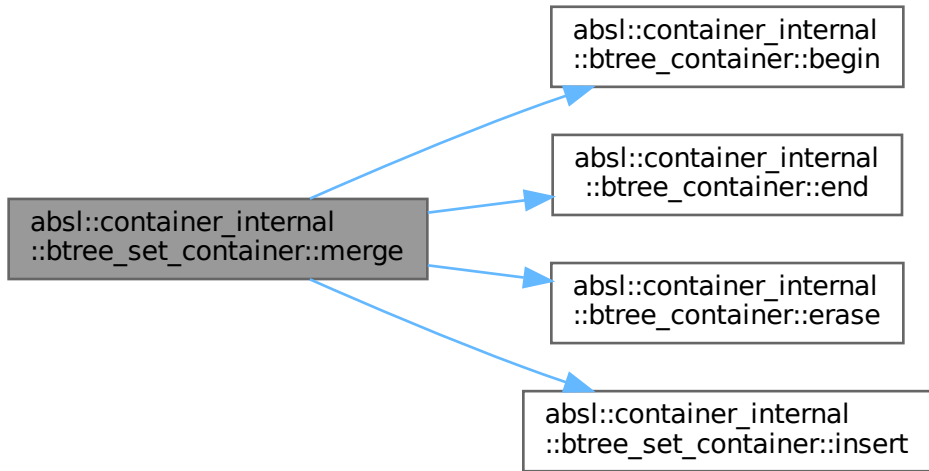 absl::container_internal
::btree_set_container::merge
absl::container_internal
::btree_container::begin
absl::container_internal
::btree_container::end
absl::container_internal
::btree_container::erase
absl::container_internal
::btree_set_container::insert